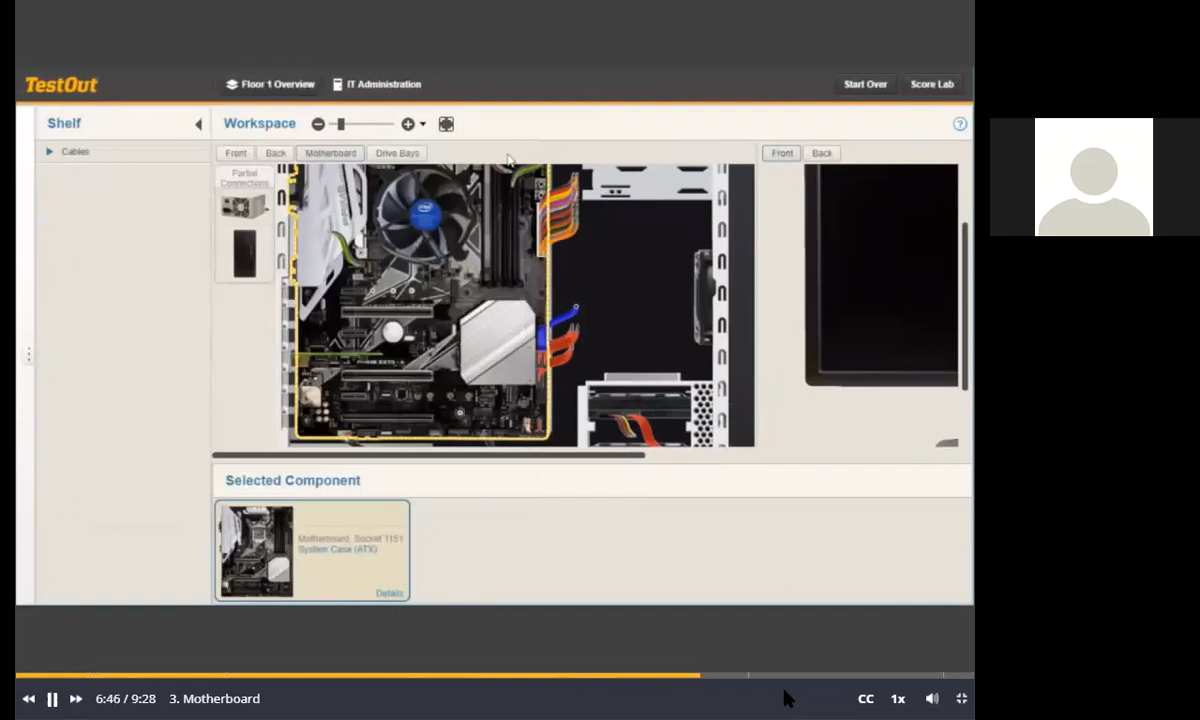 TestOut
Floor 1 Overview
IT Administration
Start Over
Score Lab
Shelf
Workspace
Cables
Front
Back
Motherboard
Drive Bays
Front
Back
Partial
Connections
Selected Component
Motherboard, Socket 1151
System Case (ATX)
Details
6:46 / 9:28
3. Motherboard
CC
1x